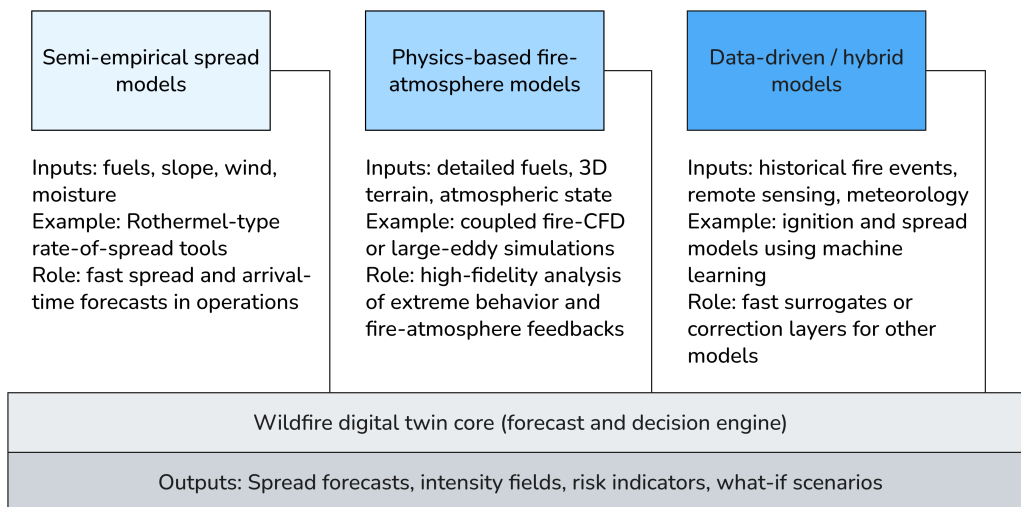 Semi-empirical spread
models
Physics-based fire-
atmosphere models
Data-driven / hybrid
models
Inputs: fuels, slope, wind,
moisture
Example: Rothermel-type
rate-of-spread tools
Role: fast spread and arrival-
time forecasts in operations
Inputs: detailed fuels, 3D
terrain, atmospheric state
Example: coupled fire-CFD
or large-eddy simulations
Role: high-fidelity analysis
of extreme behavior and
fire-atmosphere feedbacks
Inputs: historical fire events,
remote sensing, meteorology
Example: ignition and spread
models using machine
learning
Role: fast surrogates or
correction layers for other
models
Wildfire digital twin core (forecast and decision engine)
Outputs: Spread forecasts, intensity fields, risk indicators, what-if scenarios